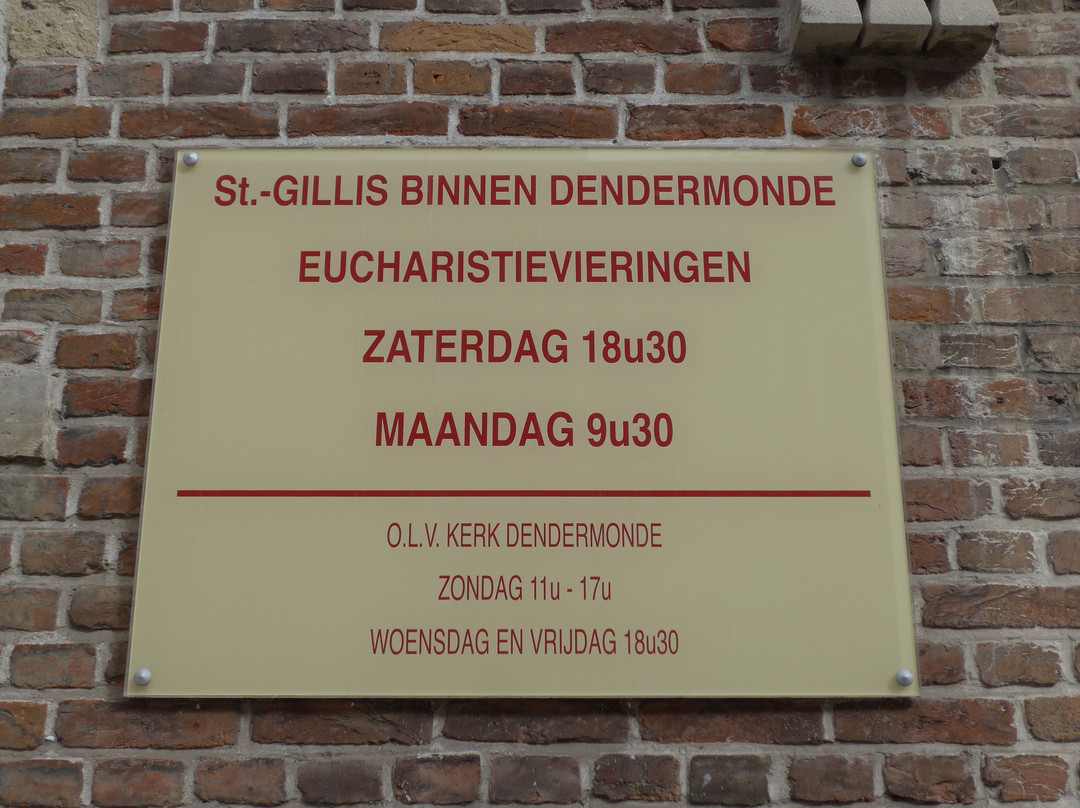 St.-GILLIS BINNEN DENDERMONDE
EUCHARISTIEVIERINGEN
ZATERDAG 18u30
MAANDAG 9u30
O.L.V. KERK DENDERMONDE
ZONDAG 11u - 17u
WOENSDAG EN VRIJDAG 18u30